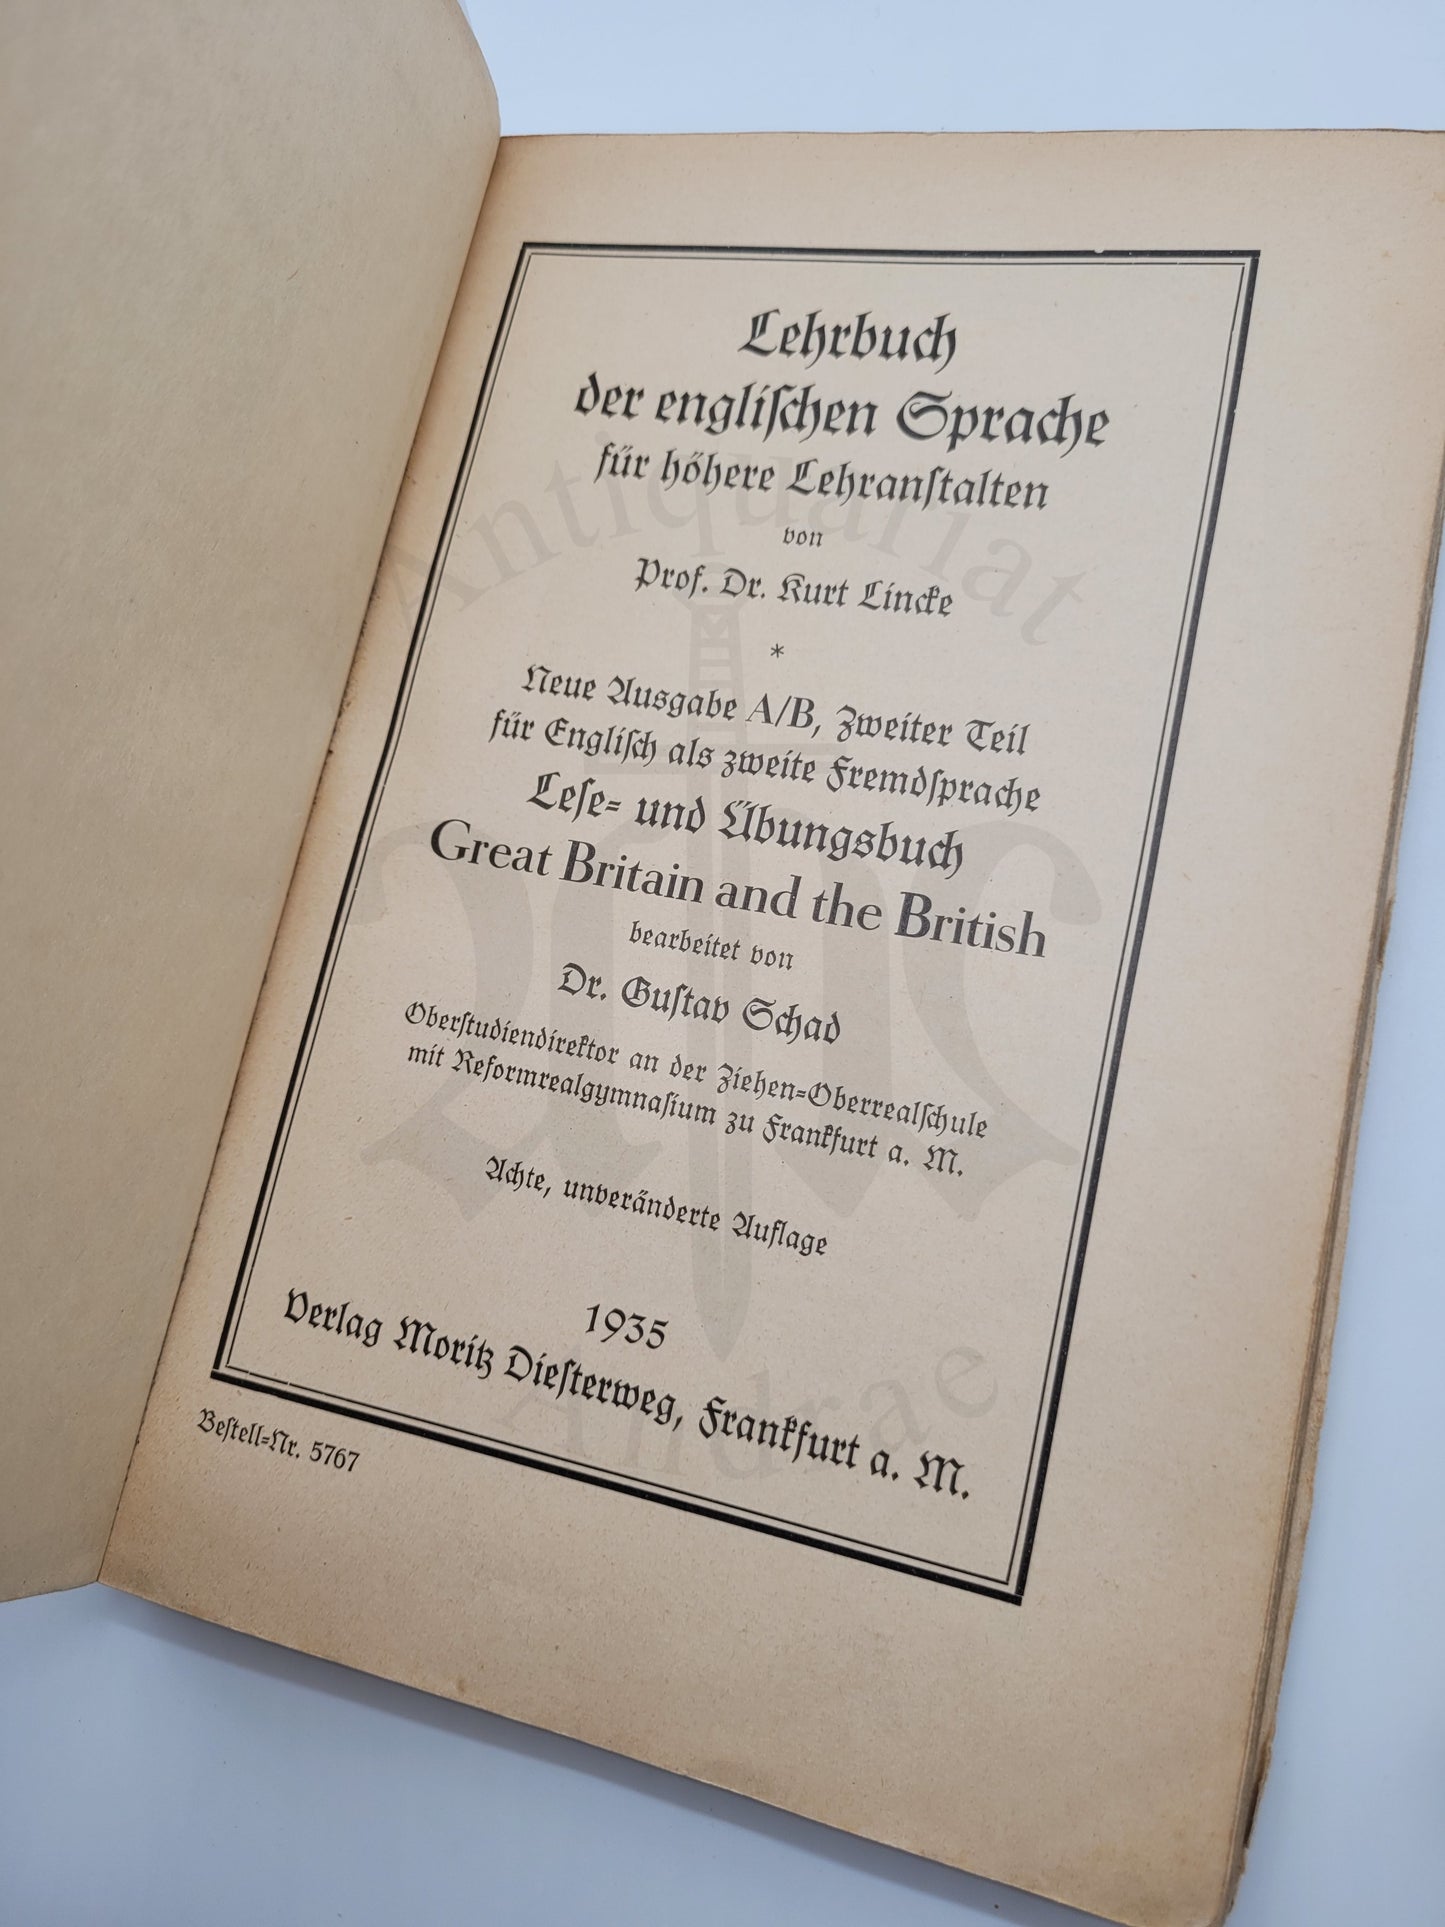 Lehrbuch
der englischen Sprache
für höhere Lehranstalten
von
Prof. Dr. Kurt Lincke
*
Neue Ausgabe A/B, Zweiter Teil
für Englisch als zweite Fremdsprache
Lese- und Übungsbuch
Great Britain and the British
bearbeitet von
Dr. Gustav Schad
Oberstudiendirektor an der Ziehen-Oberrealschule
mit Reformrealgymnasium zu Frankfurt a. M.
Achte, unveränderte Auflage
1935
Verlag Moritz Diesterweg, Frankfurt a. M.
Bestell-Nr. 5767
Antiquariat
Andrae